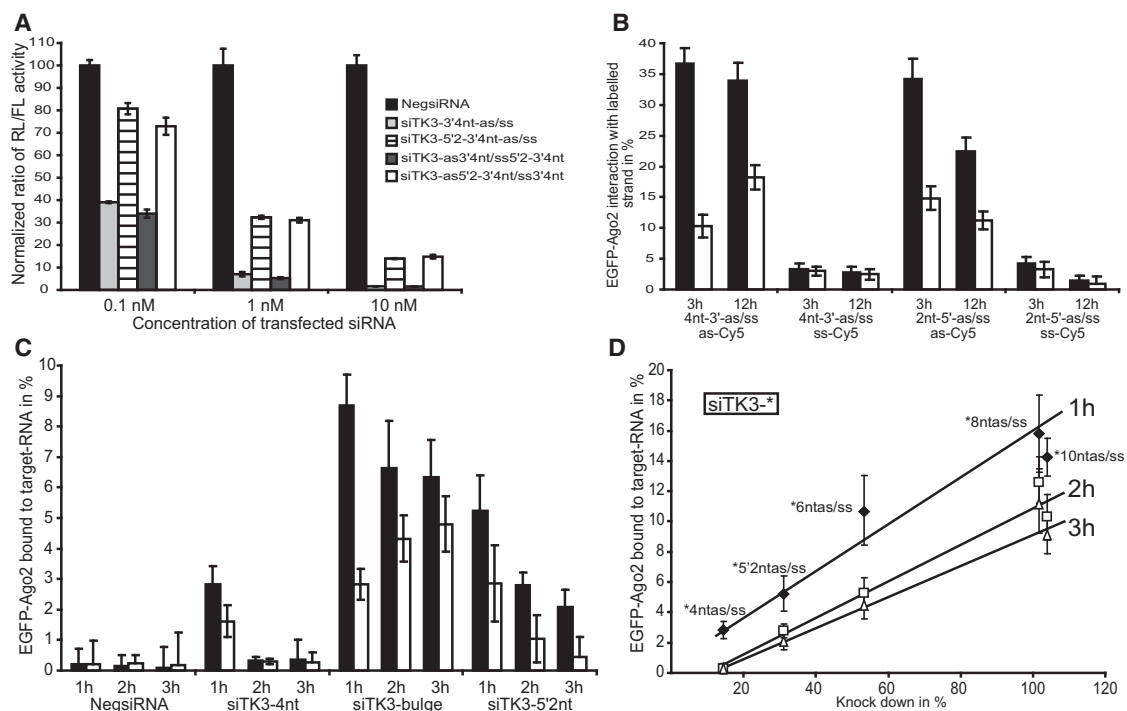 A
Normalized ratio of RL/FL activity
110
100
90
80
70
60
50
40
30
20
10
0
0.1 nM 1 nM 10 nM
Concentration of transfected siRNA
NegsiRNA
siTK3-3'4nt-as/ss
siTK3-5'2-3'4nt-as/ss
siTK3-as3'4nt/ss5'2-3'4nt
siTK3-as5'2-3'4nt/ss3'4nt
B
EGFP-Ago2 interaction with labelled
strand in %
40
35
30
25
20
15
10
5
0
3h 12h 3h 12h 3h 12h 3h 12h
4nt-3'-as/ss 4nt-3'-as/ss 2nt-5'-as/ss 2nt-5'-as/ss
as-Cy5 ss-Cy5 as-Cy5 ss-Cy5
C
EGFP-Ago2 bound to target-RNA in %
10
9
8
7
6
5
4
3
2
1
0
1h 2h 3h 1h 2h 3h 1h 2h 3h 1h 2h 3h
NegsiRNA siTK3-4nt siTK3-bulge siTK3-5'2nt
D
EGFP-Ago2 bound to target-RNA in %
20
18
16
14
12
10
8
6
4
2
0
siTK3-*
*8ntas/ss
1h
*10ntas/ss
*6ntas/ss
2h
3h
*5'2ntas/ss
*4ntas/ss
20 40 60 80 100 120
Knock down in %